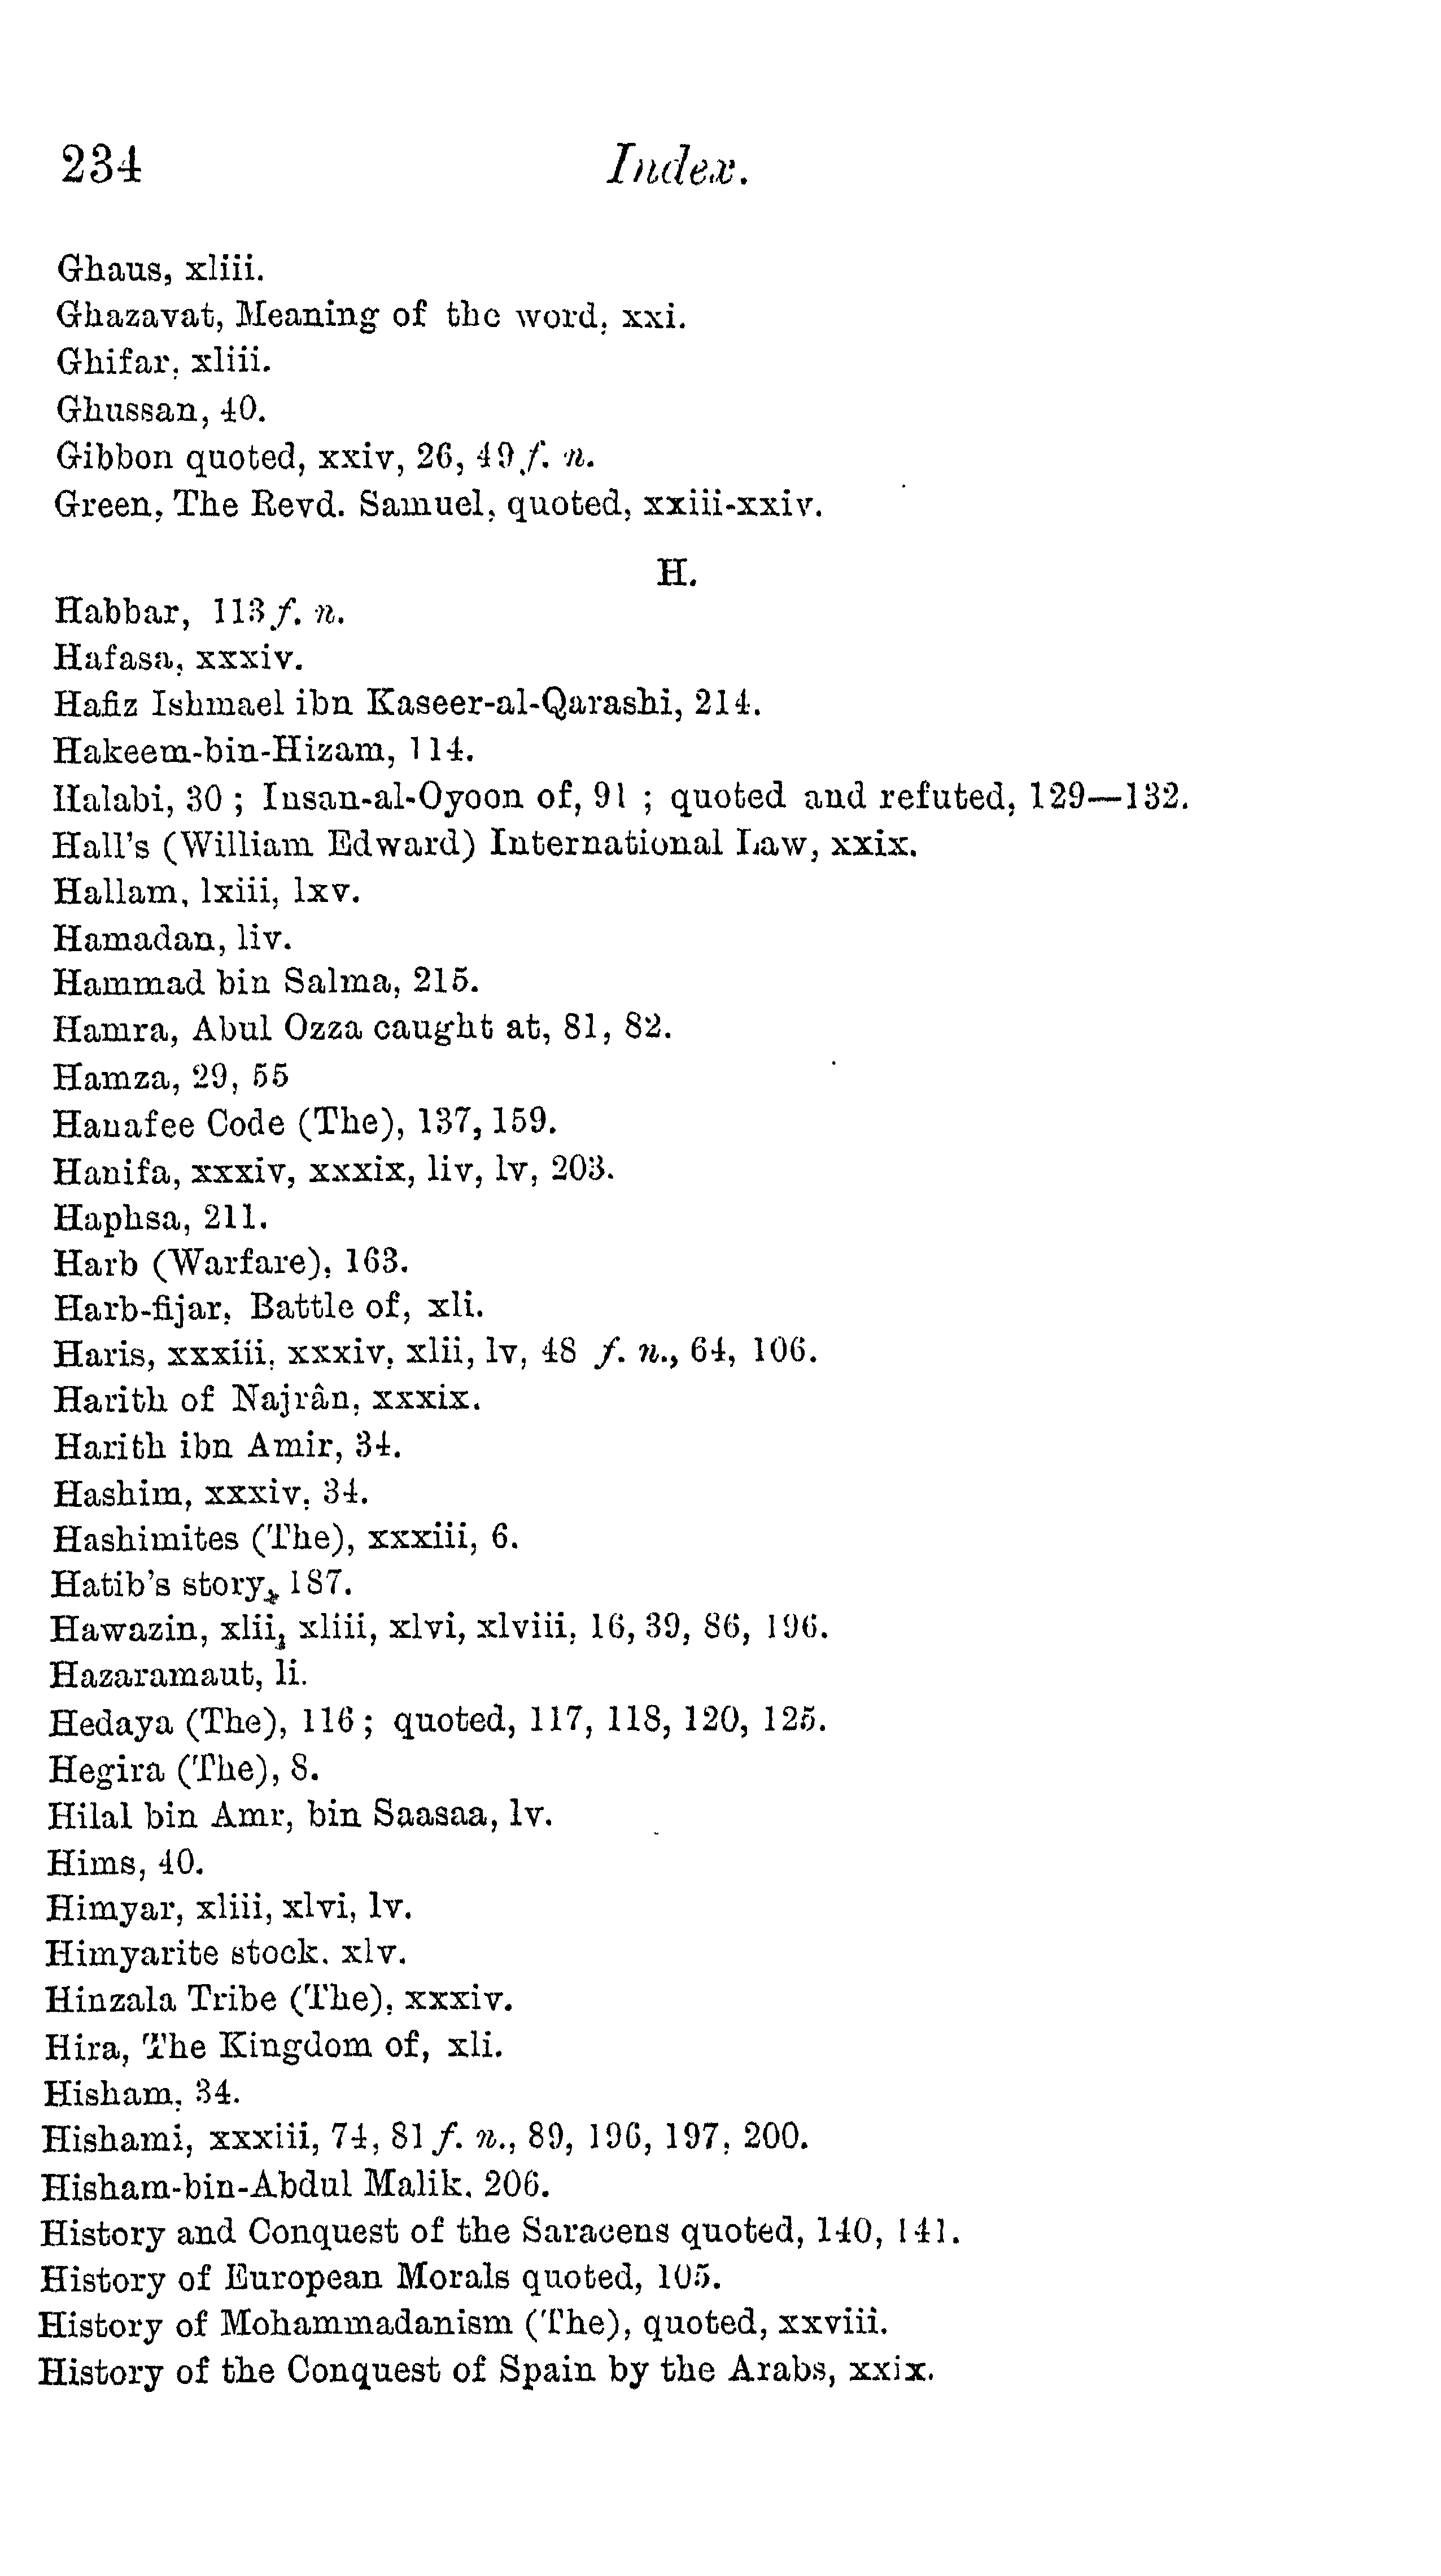 234 Index.
Ghaus, xliii.
Ghazavat, Meaning of the word, xxi.
Ghifar, xliii.
Ghussan, 40.
Gibbon quoted, xxiv, 26, 49 f. n.
Green, The Revd. Samuel, quoted, xxiii-xxiv.
H.
Habbar, 113 f. n.
Hafasa, xxxiv.
Hafiz Ishmael ibn Kaseer-al-Qarashi, 214.
Hakeem-bin-Hizam, 114.
Halabi, 30 ; Insan-al-Oyoon of, 91 ; quoted and refuted, 129—132.
Hall's (William Edward) International Law, xxix.
Hallam, lxiii, lxv.
Hamadan, liv.
Hammad bin Salma, 215.
Hamra, Abul Ozza caught at, 81, 82.
Hamza, 29, 55
Hanafee Code (The), 137, 159.
Hanifa, xxxiv, xxxix, liv, lv, 203.
Haphsa, 211.
Harb (Warfare), 163.
Harb-fijar, Battle of, xli.
Haris, xxxiii, xxxiv, xlii, lv, 48 f. n., 64, 106.
Harith of Najrân, xxxix.
Harith ibn Amir, 34.
Hashim, xxxiv, 34.
Hashimites (The), xxxiii, 6.
Hatib's story, 187.
Hawazin, xlii, xliii, xlvi, xlviii, 16, 39, 86, 196.
Hazaramaut, li.
Hedaya (The), 116 ; quoted, 117, 118, 120, 125.
Hegira (The), 8.
Hilal bin Amr, bin Saasaa, lv.
Hims, 40.
Himyar, xliii, xlvi, lv.
Himyarite stock, xlv.
Hinzala Tribe (The), xxxiv.
Hira, The Kingdom of, xli.
Hisham, 34.
Hishami, xxxiii, 74, 81 f. n., 89, 196, 197, 200.
Hisham-bin-Abdul Malik, 206.
History and Conquest of the Saracens quoted, 140, 141.
History of European Morals quoted, 105.
History of Mohammadanism (The), quoted, xxviii.
History of the Conquest of Spain by the Arabs, xxix.